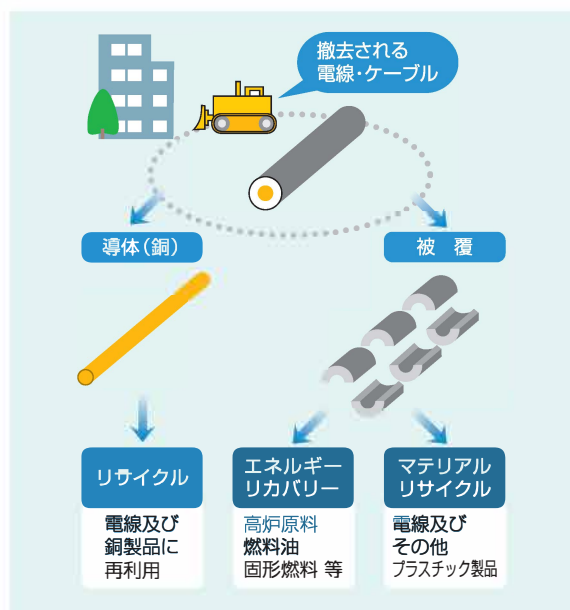 撤去される
電線・ケーブル
導体(銅)
被 覆
リサイクル
電線及び
銅製品に
再利用
エネルギー
リカバリー
高炉原料
燃料油
固形燃料 等
マテリアル
リサイクル
電線及び
その他
プラスチック製品